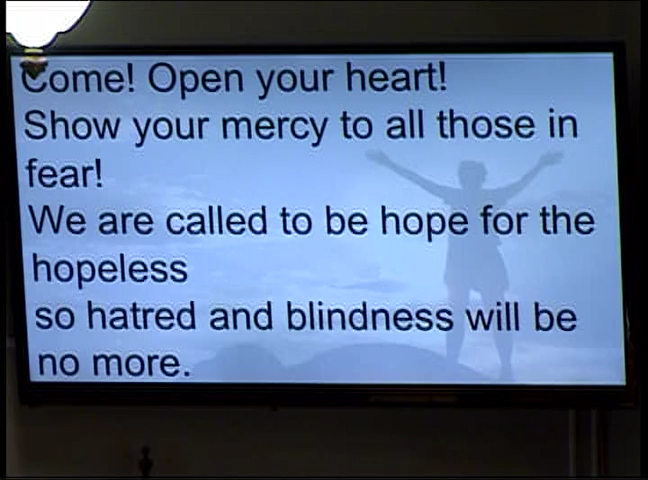 Come! Open your heart!
Show your mercy to all those in
fear!
We are called to be hope for the
hopeless
so hatred and blindness will be
no more.